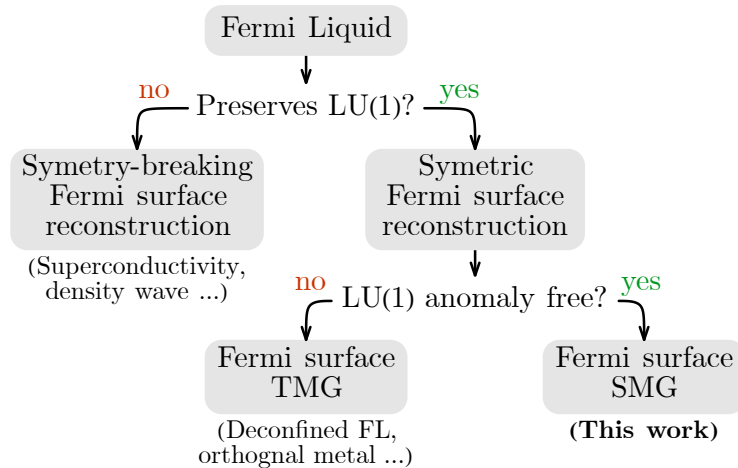 Fermi Liquid
no
Preserves LU(1)?
yes
Symetry-breaking
Fermi surface
reconstruction
(Superconductivity,
density wave ...)
Symetric
Fermi surface
reconstruction
no
LU(1) anomaly free?
yes
Fermi surface
TMG
(Deconfined FL,
orthognal metal ...)
Fermi surface
SMG
(This work)